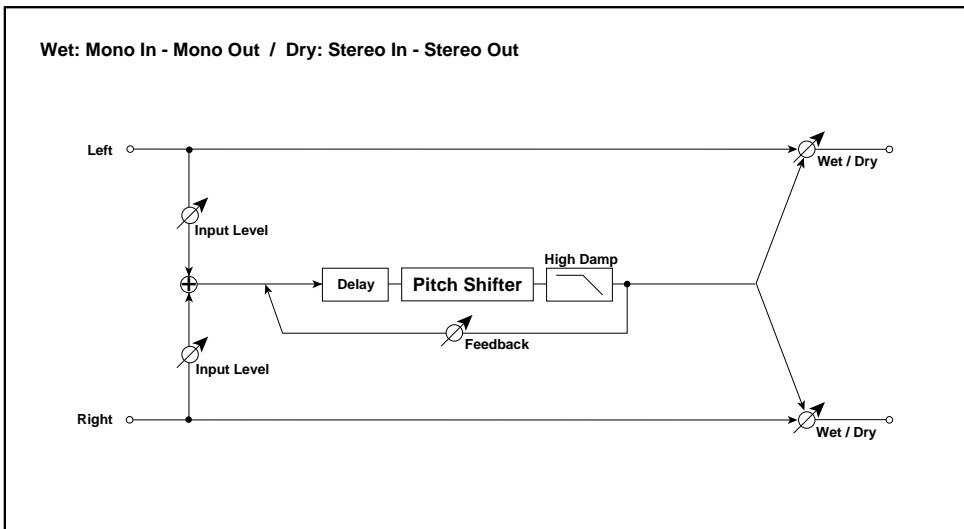 Wet: Mono In - Mono Out / Dry: Stereo In - Stereo Out
Left
Wet / Dry
Input Level
High Damp
Delay
Pitch Shifter
Feedback
Input Level
Right
Wet / Dry